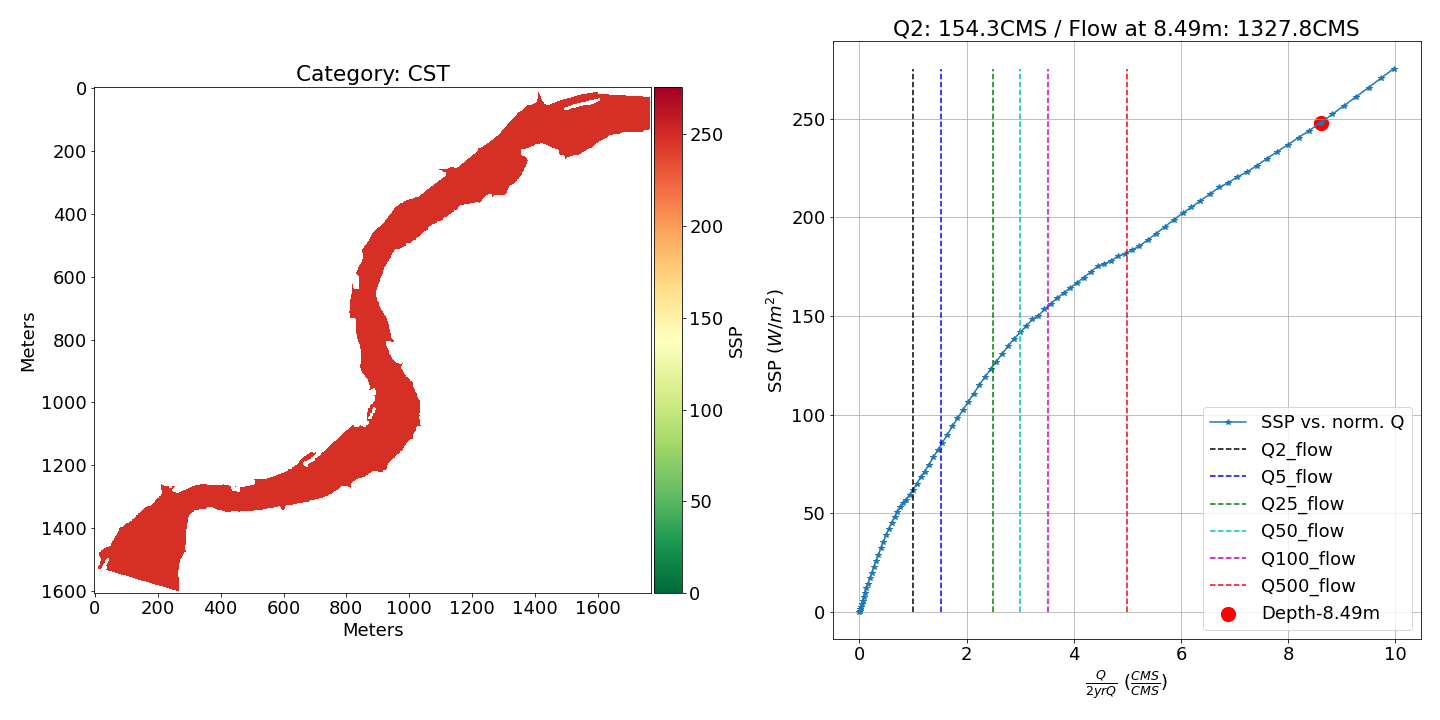 Category: CST
0
200
400
600
800
1000
1200
1400
1600
Meters
0 200 400 600 800 1000 1200 1400 1600
Meters
250
200
150
100
50
0
SSP
Q2: 154.3CMS / Flow at 8.49m: 1327.8CMS
250
200
150
100
50
0
SSP (W/m²)
SSP vs. norm. Q
Q2_flow
Q5_flow
Q25_flow
Q50_flow
Q100_flow
Q500_flow
Depth-8.49m
0 2 4 6 8 10
Q/2yrQ (CMS/CMS)